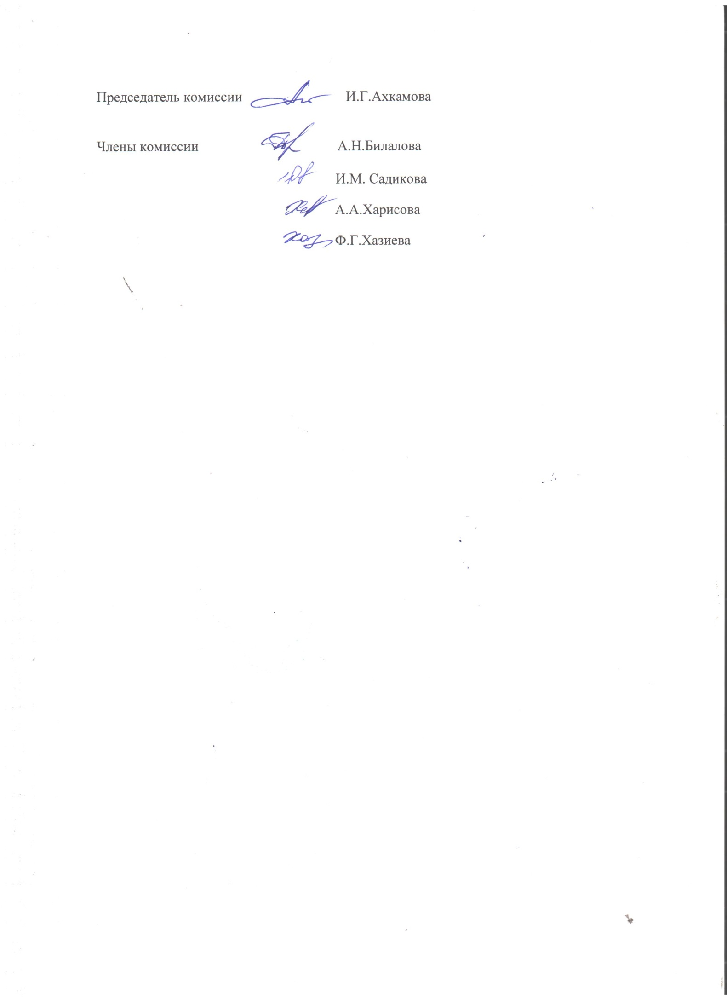 Председатель комиссии И.Г.Ахкамова
Члены комиссии А.Н.Билалова
И.М. Садикова
А.А.Харисова
Ф.Г.Хазиева